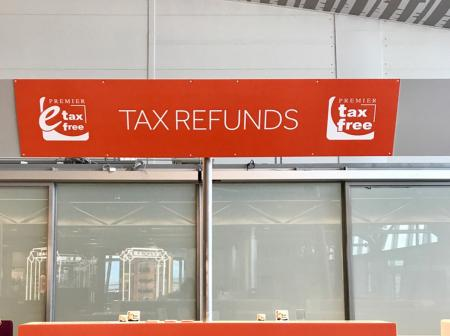 PREMIER
e tax
free
TAX REFUNDS
PREMIER
tax
free